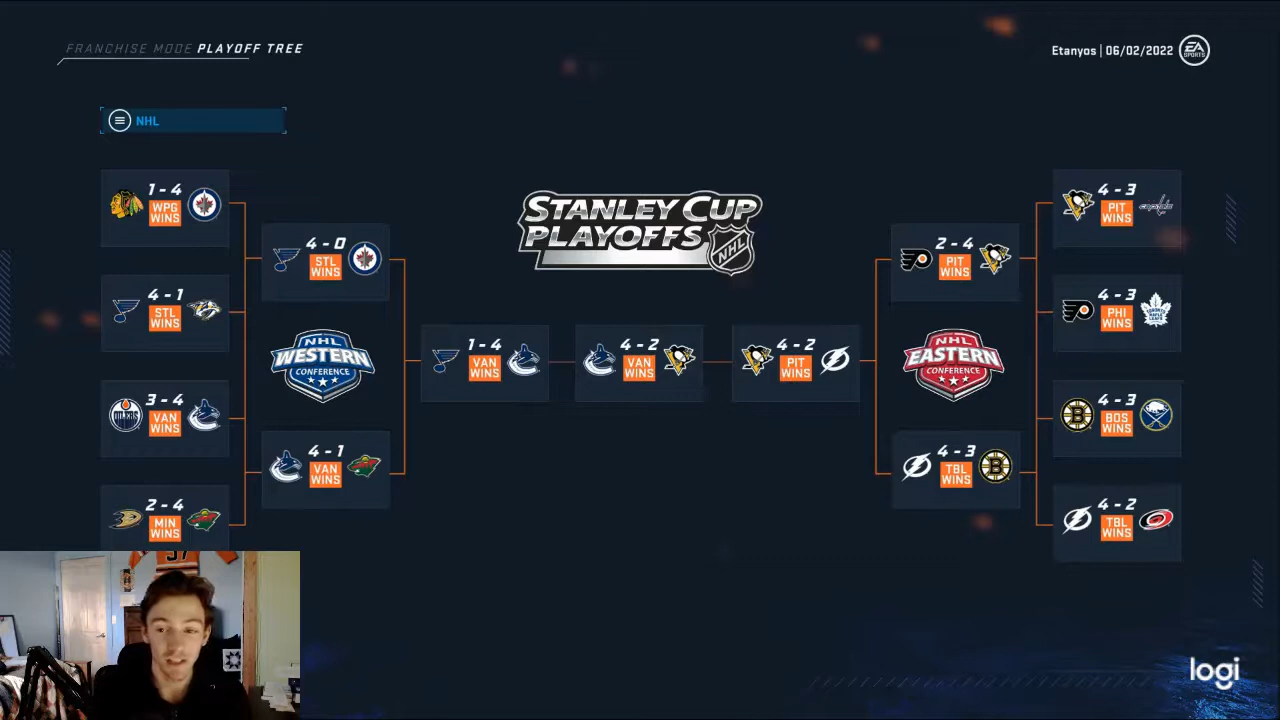 FRANCHISE MODE PLAYOFF TREE
Etanyos | 06/02/2022
EA
SPORTS
NHL
STANLEY CUP
PLAYOFFS
NHL
1 - 4
WPG
WINS
4 - 1
STL
WINS
3 - 4
OILERS
VAN
WINS
2 - 4
MIN
WINS
4 - 0
STL
WINS
NHL
WESTERN
CONFERENCE
4 - 1
VAN
WINS
1 - 4
VAN
WINS
4 - 2
VAN
WINS
4 - 2
PIT
WINS
2 - 4
PIT
WINS
NHL
EASTERN
CONFERENCE
4 - 3
TBL
WINS
4 - 3
PIT
WINS
capitals
4 - 3
PHI
WINS
4 - 3
BOS
WINS
4 - 2
TBL
WINS
logi